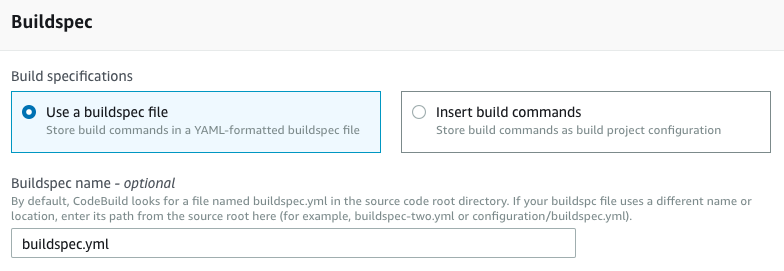 Buildspec
Build specifications
Use a buildspec file
Store build commands in a YAML-formatted buildspec file
Insert build commands
Store build commands as build project configuration
Buildspec name - optional
By default, CodeBuild looks for a file named buildspec.yml in the source code root directory. If your buildspc file uses a different name or
location, enter its path from the source root here (for example, buildspec-two.yml or configuration/buildspec.yml).
buildspec.yml